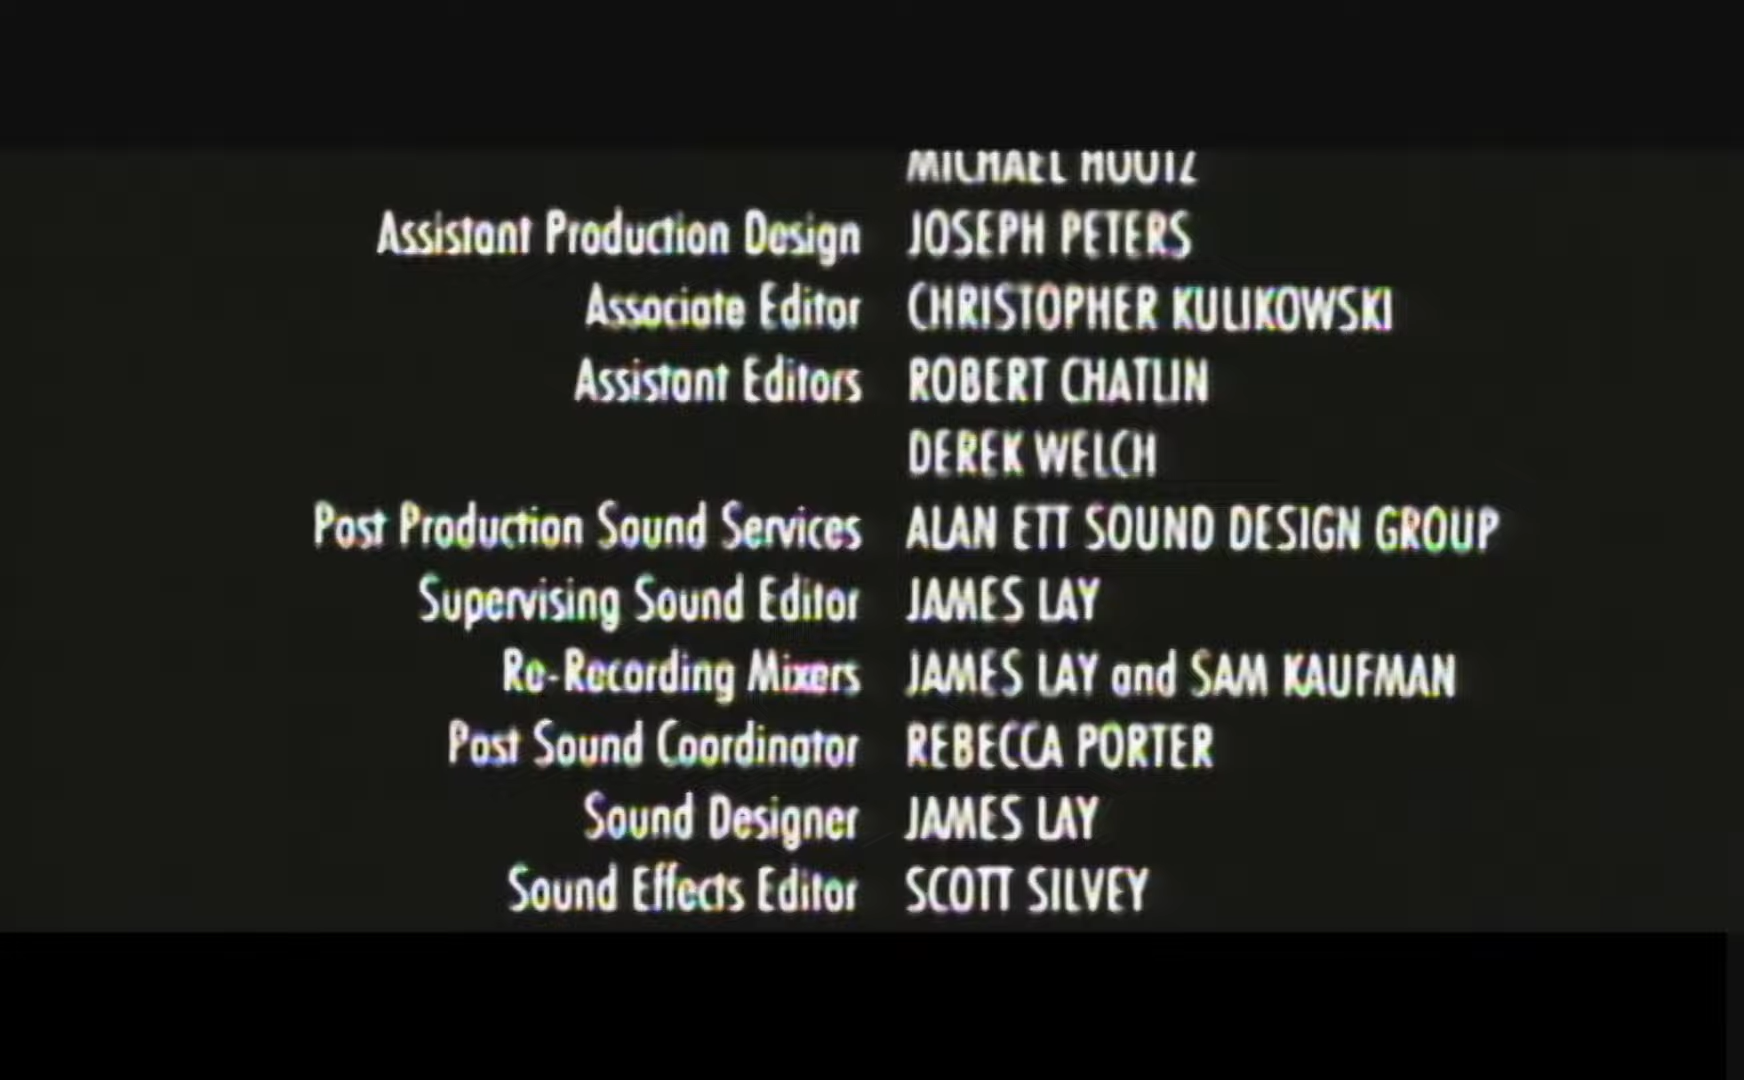 MICHAEL
Assistant Production Design JOSEPH PETERS
Associate Editor CHRISTOPHER KULIKOWSKI
Assistant Editors ROBERT CHATLIN
DEREK WELCH
Post Production Sound Services ALAN ETT SOUND DESIGN GROUP
Supervising Sound Editor JAMES LAY
Re-Recording Mixers JAMES LAY and SAM KAUFMAN
Post Sound Coordinator REBECCA PORTER
Sound Designer JAMES LAY
Sound Effects Editor SCOTT SILVEY